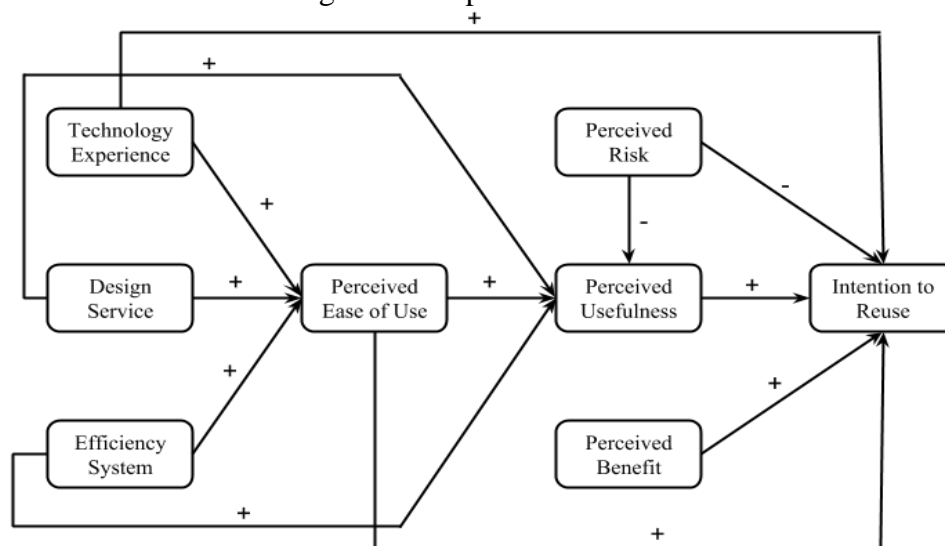 +
+
Technology
Experience
Perceived
Risk
+
-
-
Design
Service
+
Perceived
Ease of Use
+
Perceived
Usefulness
+
Intention to
Reuse
+
+
Efficiency
System
Perceived
Benefit
+
+